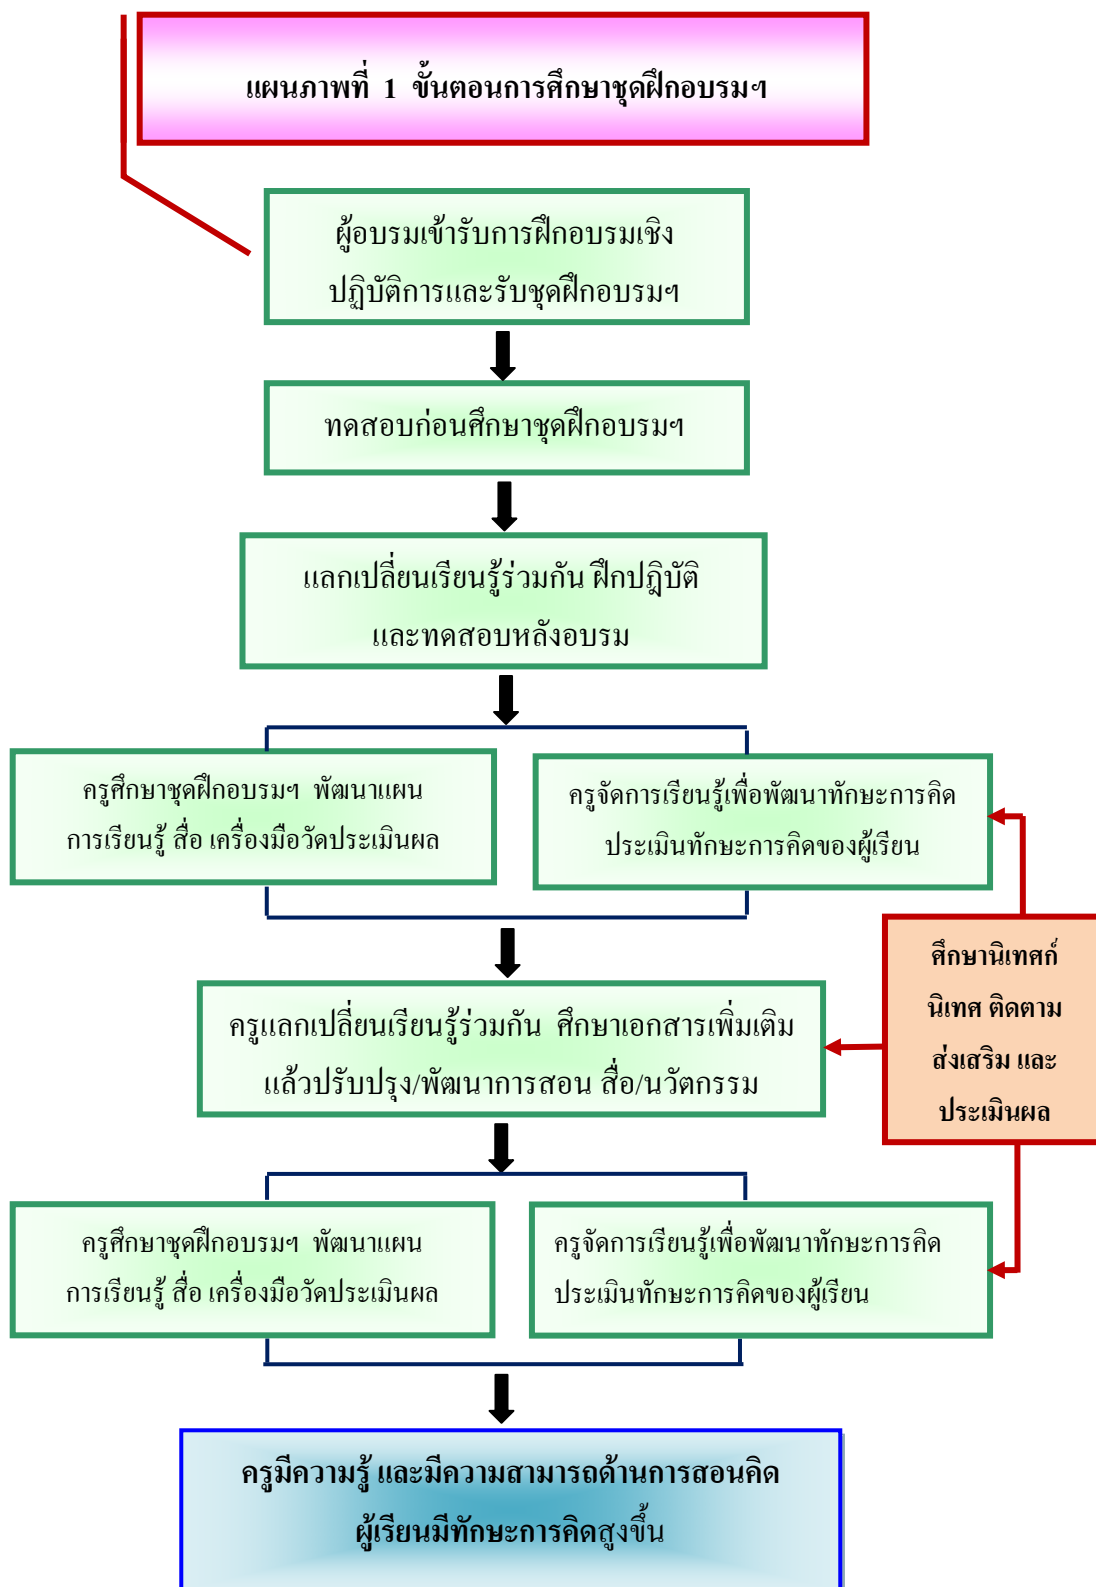 แผนภาพที่ 1 ขั้นตอนการศึกษาชุดฝึกอบรมฯ
ผู้อบรมเข้ารับการฝึกอบรมเชิง
ปฏิบัติการและรับชุดฝึกอบรมฯ
ทดสอบก่อนศึกษาชุดฝึกอบรมฯ
แลกเปลี่ยนเรียนรู้ร่วมกัน ฝึกปฎิบัติ
และทดสอบหลังอบรม
ครูศึกษาชุดฝึกอบรมฯ พัฒนาแผน
การเรียนรู้ สื่อ เครื่องมือวัดประเมินผล
ครูจัดการเรียนรู้เพื่อพัฒนาทักษะการคิด
ประเมินทักษะการคิดของผู้เรียน
ศึกษานิเทศก์
นิเทศ ติดตาม
ส่งเสริม และ
ประเมินผล
ครูแลกเปลี่ยนเรียนรู้ร่วมกัน ศึกษาเอกสารเพิ่มเติม
แล้วปรับปรุง/พัฒนาการสอน สื่อ/นวัตกรรม
ครูศึกษาชุดฝึกอบรมฯ พัฒนาแผน
การเรียนรู้ สื่อ เครื่องมือวัดประเมินผล
ครูจัดการเรียนรู้เพื่อพัฒนาทักษะการคิด
ประเมินทักษะการคิดของผู้เรียน
ครูมีความรู้ และมีความสามารถด้านการสอนคิด
ผู้เรียนมีทักษะการคิดสูงขึ้น